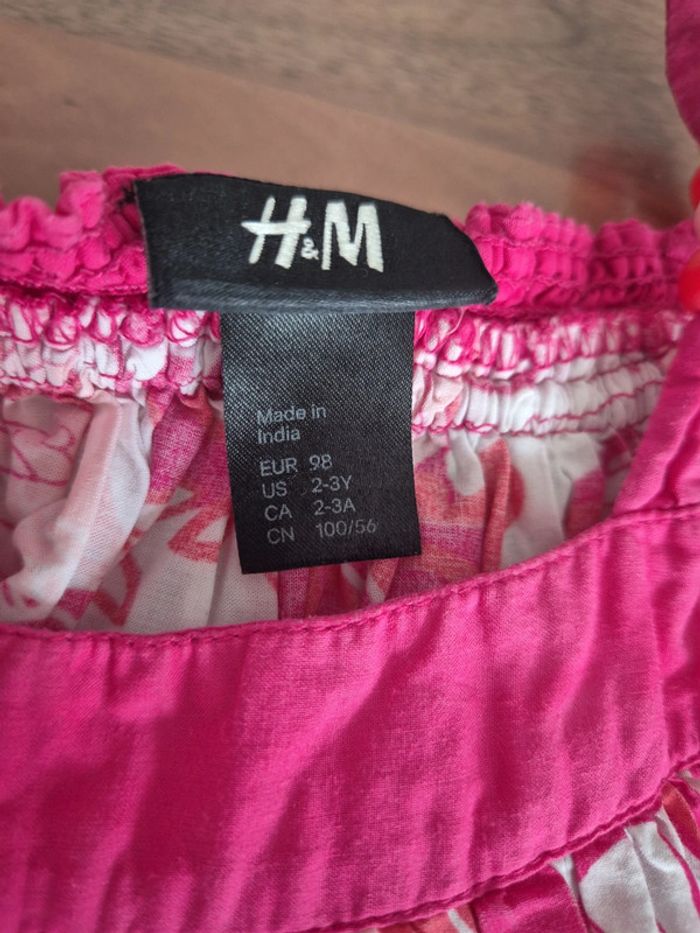 H&M
Made in
India
EUR 98
US 2-3Y
CA 2-3A
CN 100/56